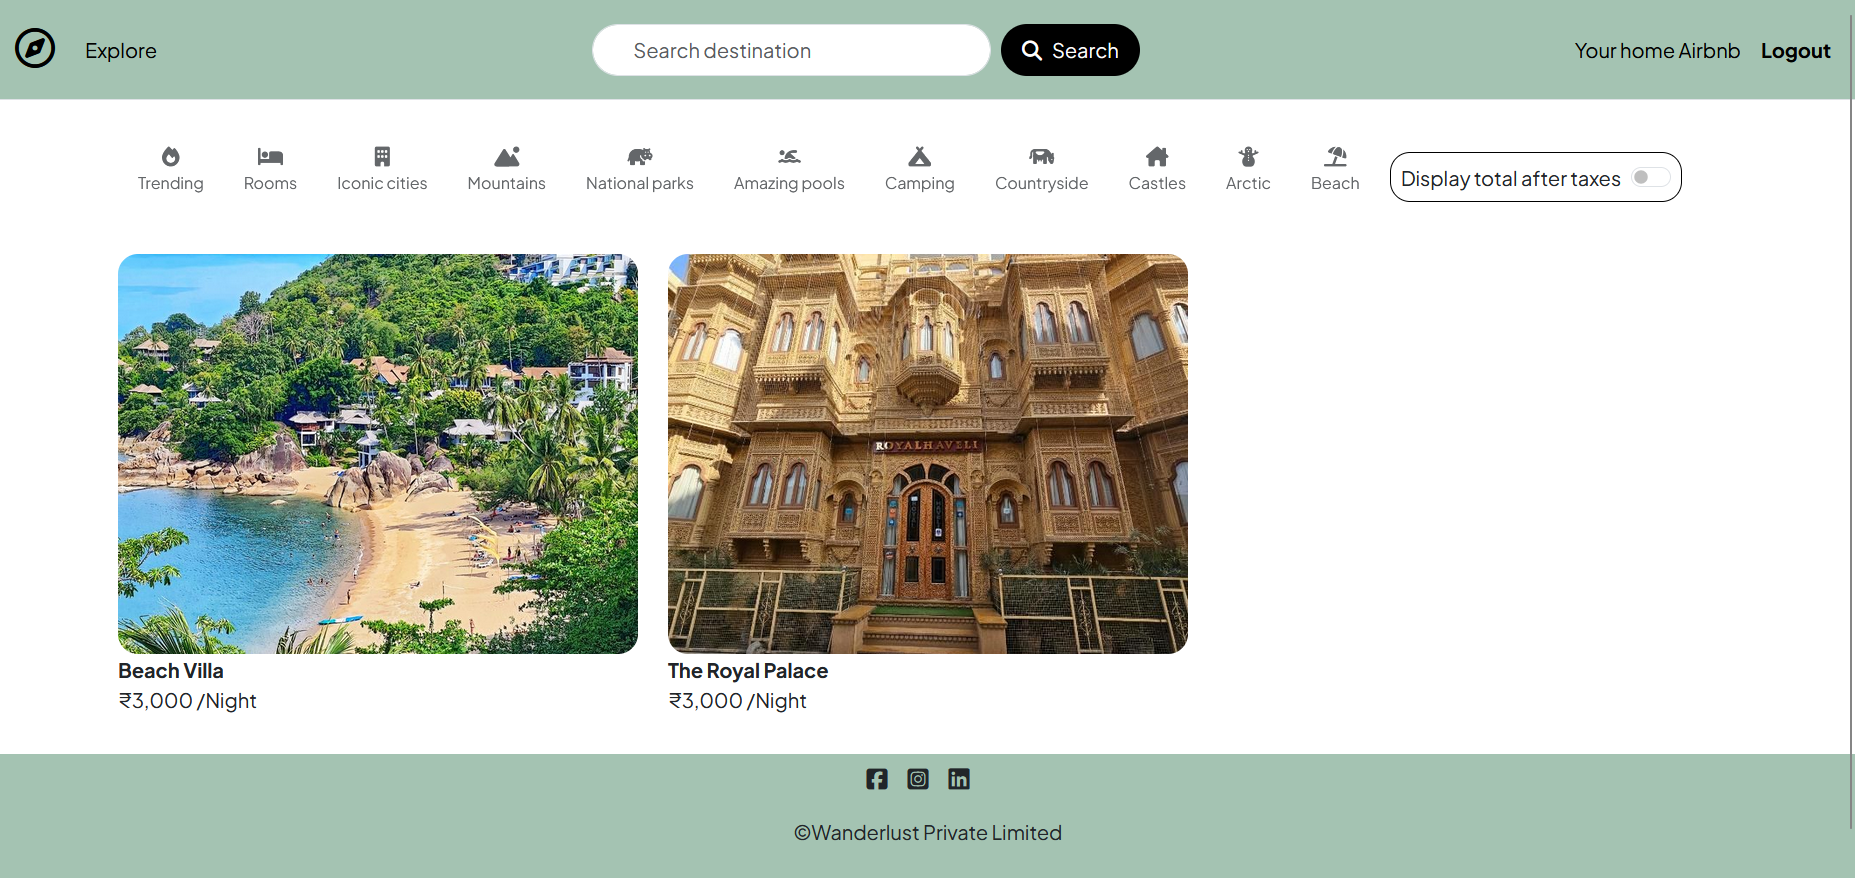 Explore
Search destination
Search
Your home Airbnb
Logout
Trending
Rooms
Iconic cities
Mountains
National parks
Amazing pools
Camping
Countryside
Castles
Arctic
Beach
Display total after taxes
ROYALHAVELI
Beach Villa
₹3,000 /Night
The Royal Palace
₹3,000 /Night
©Wanderlust Private Limited